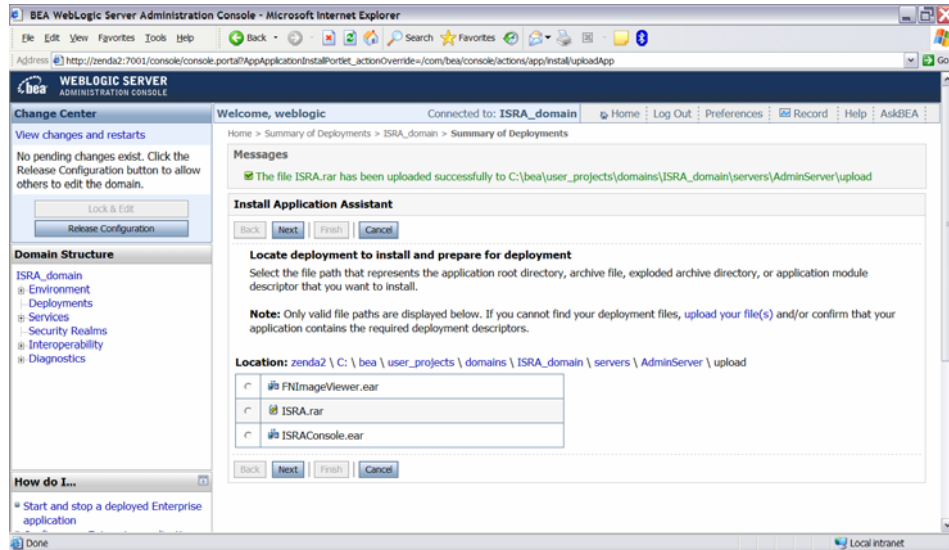 BEA WebLogic Server Administration Console - Microsoft Internet Explorer
File Edit View Favorites Tools Help
Back Search Favorites
Address http://zenda2:7001/console/console.portal?AppApplicationInstallPortlet_actionOverride=/com/bea/console/actions/app/install/uploadApp Go
bea WEBLOGIC SERVER
ADMINISTRATION CONSOLE
Change Center
View changes and restarts
No pending changes exist. Click the
Release Configuration button to allow
others to edit the domain.
Lock & Edit
Release Configuration
Domain Structure
ISRA_domain
Environment
Deployments
Services
Security Realms
Interoperability
Diagnostics
How do I...
Start and stop a deployed Enterprise
application
Welcome, weblogic Connected to: ISRA_domain Home Log Out Preferences Record Help AskBEA
Home > Summary of Deployments > ISRA_domain > Summary of Deployments
Messages
The file ISRA.rar has been uploaded successfully to C:\bea\user_projects\domains\ISRA_domain\servers\AdminServer\upload
Install Application Assistant
Back Next Finish Cancel
Locate deployment to install and prepare for deployment
Select the file path that represents the application root directory, archive file, exploded archive directory, or application module
descriptor that you want to install.
Note: Only valid file paths are displayed below. If you cannot find your deployment files, upload your file(s) and/or confirm that your
application contains the required deployment descriptors.
Location: zenda2 \ C: \ bea \ user_projects \ domains \ ISRA_domain \ servers \ AdminServer \ upload
FNImageViewer.ear
ISRA.rar
ISRAConsole.ear
Back Next Finish Cancel
Done Local intranet